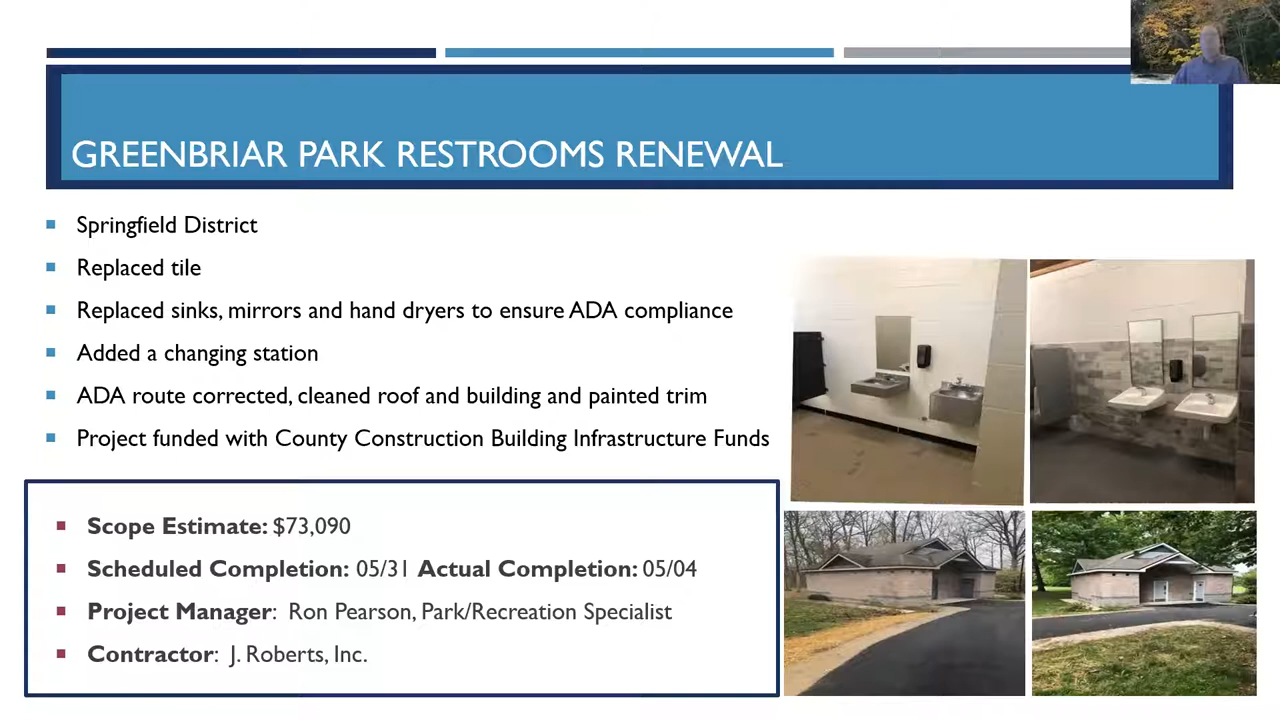 GREENBRIAR PARK RESTROOMS RENEWAL
Springfield District
Replaced tile
Replaced sinks, mirrors and hand dryers to ensure ADA compliance
Added a changing station
ADA route corrected, cleaned roof and building and painted trim
Project funded with County Construction Building Infrastructure Funds
Scope Estimate: $73,090
Scheduled Completion: 05/31 Actual Completion: 05/04
Project Manager: Ron Pearson, Park/Recreation Specialist
Contractor: J. Roberts, Inc.